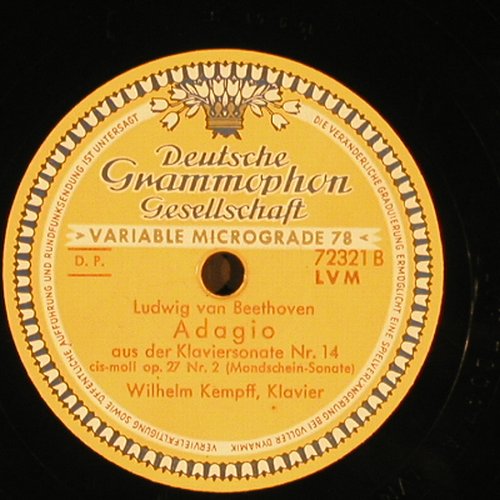 Deutsche
Grammophon
Gesellschaft
VARIABLE MICROGRADE 78
D. P.
72321 B
LVM
Ludwig van Beethoven
Adagio
aus der Klaviersonate Nr. 14
cis-moll op. 27 Nr. 2 (Mondschein-Sonate)
Wilhelm Kempff, Klavier
DIE VERÄNDERLICHE GRADUIERUNG ERMÖGLICHT EINE SPIELVERLÄNGERUNG BEI VOLLER DYNAMIK
VERVIELFÄLTIGUNG SOWIE ÖFFENTLICHE AUFFÜHRUNG UND RUNDFUNKSENDUNG IST UNTERSAGT